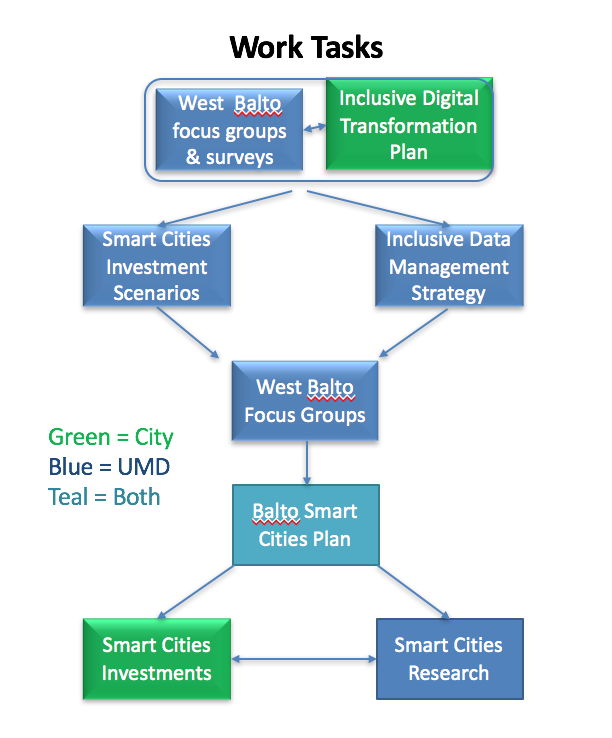 Work Tasks
West Balto
focus groups
& surveys
Inclusive Digital
Transformation
Plan
Smart Cities
Investment
Scenarios
Inclusive Data
Management
Strategy
West Balto
Focus Groups
Green = City
Blue = UMD
Teal = Both
Balto Smart
Cities Plan
Smart Cities
Investments
Smart Cities
Research